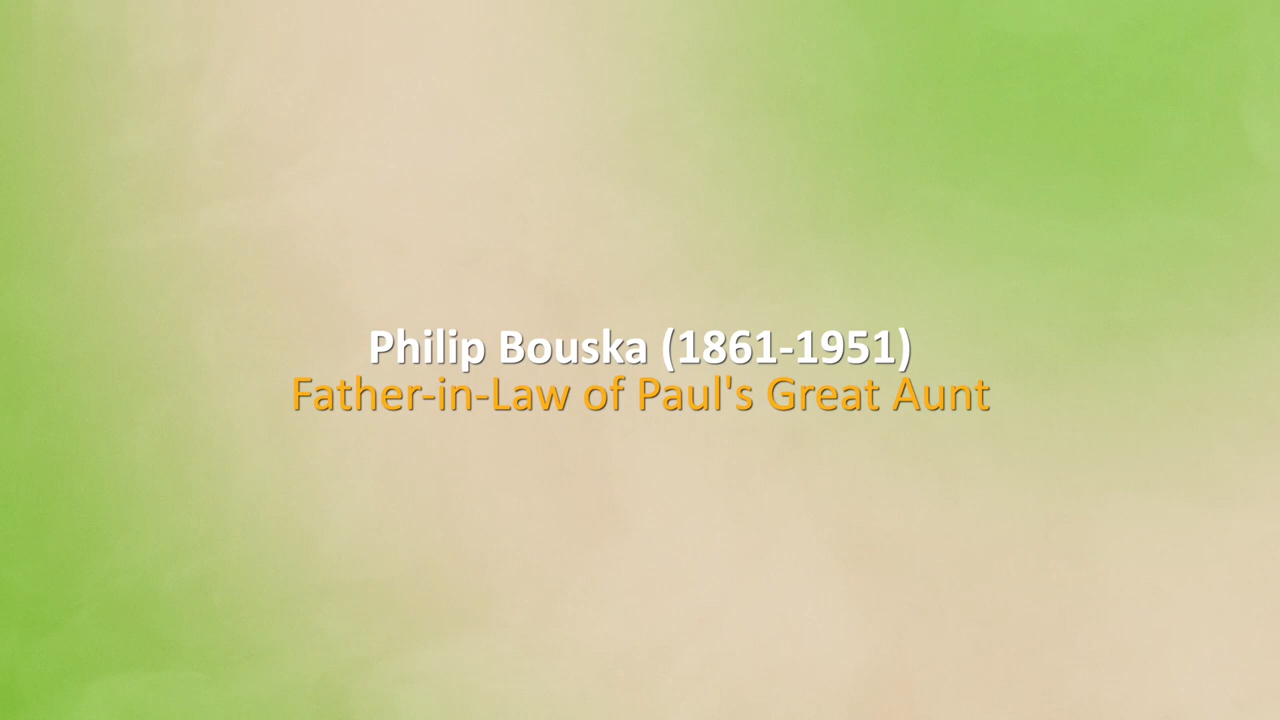 Philip Bouska (1861-1951)
Father-in-Law of Paul's Great Aunt